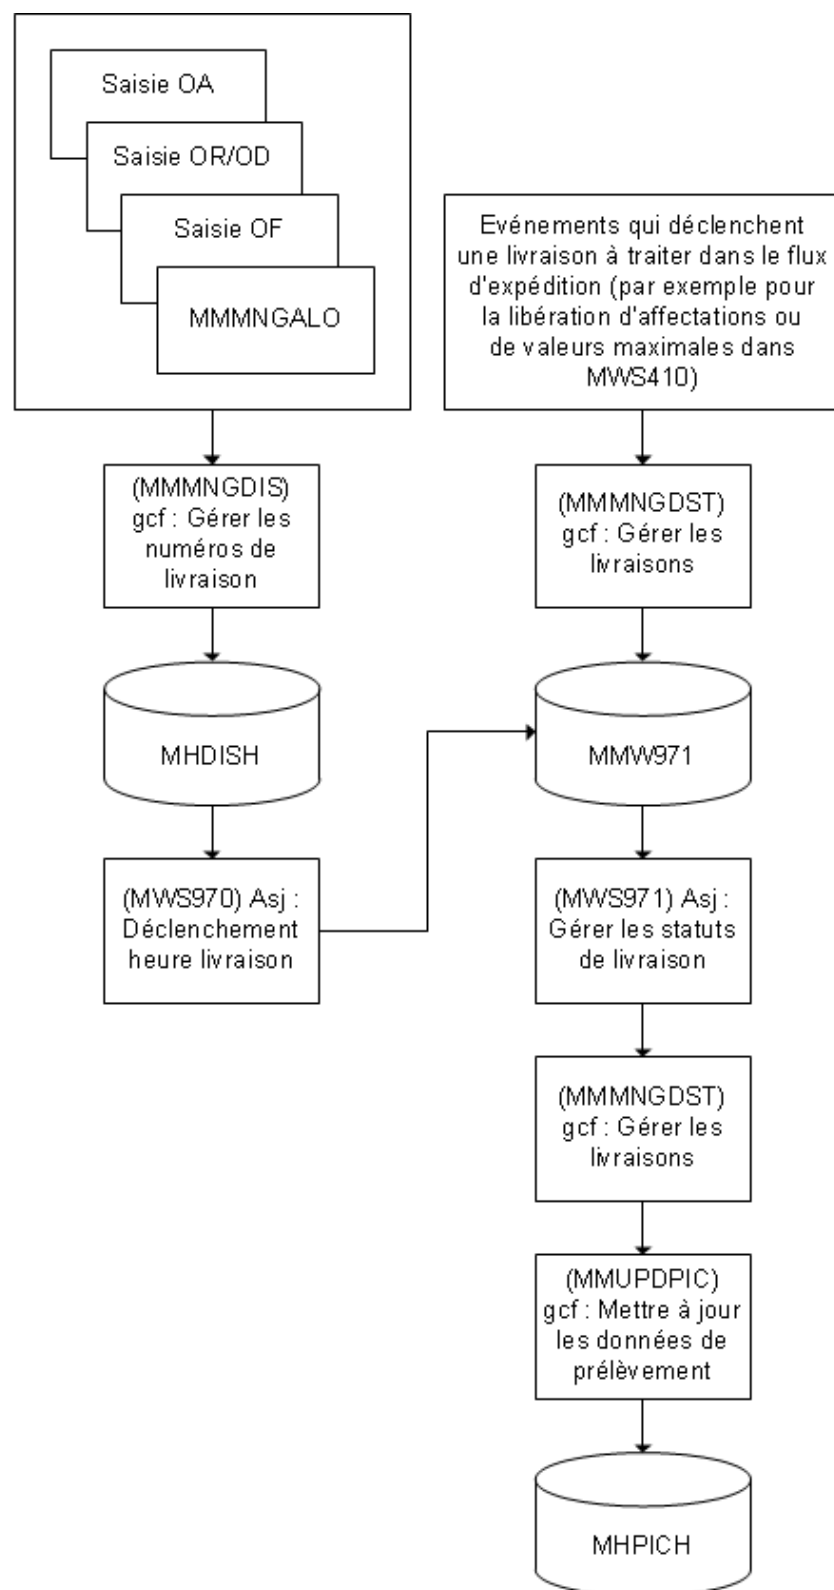 Saisie OA
Saisie OR/OD
Saisie OF
MMMNGALO
Evénements qui déclenchent
une livraison à traiter dans le flux
d'expédition (par exemple pour
la libération d'affectations ou
de valeurs maximales dans
MWS410)
(MMMNGDIS)
gcf : Gérer les
numéros de
livraison
(MMMNGDST)
gcf : Gérer les
livraisons
MHDISH
MMW971
(MWS970) Asj :
Déclenchement
heure livraison
(MWS971) Asj :
Gérer les statuts
de livraison
(MMMNGDST)
gcf : Gérer les
livraisons
(MMUPDPIC)
gcf : Mettre à jour
les données de
prélèvement
MHPICH